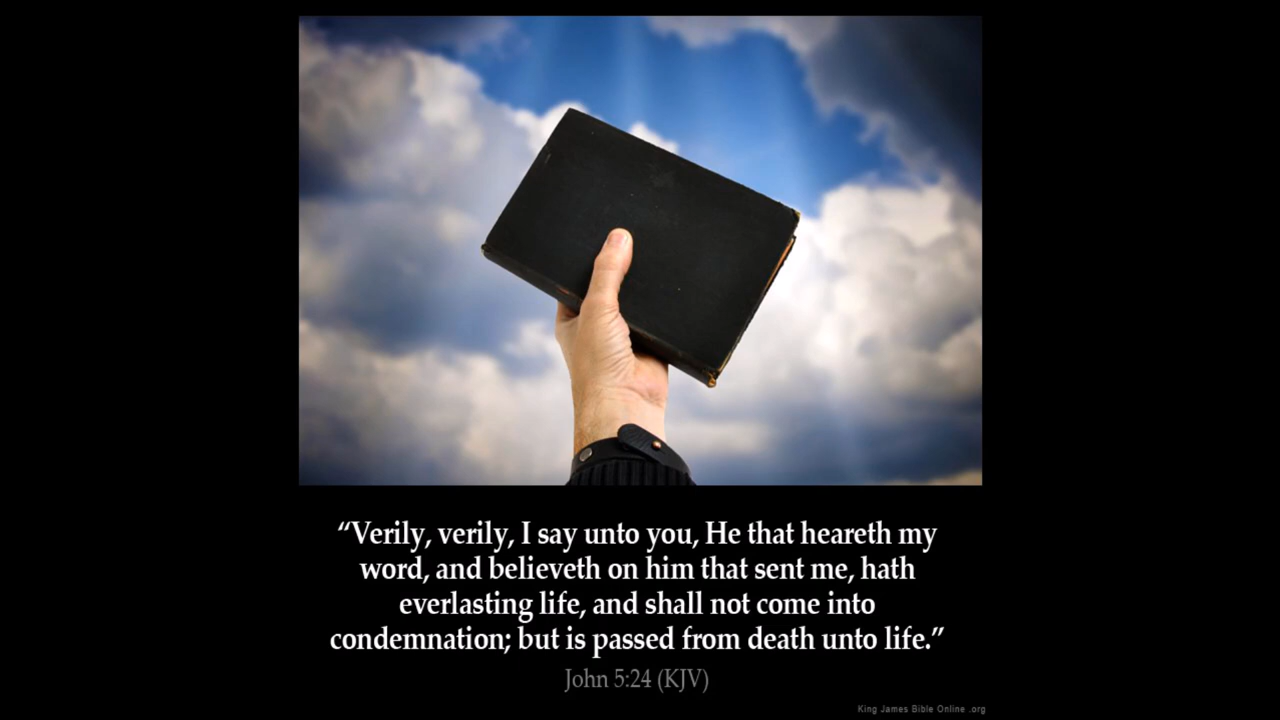 “Verily, verily, I say unto you, He that heareth my
word, and believeth on him that sent me, hath
everlasting life, and shall not come into
condemnation; but is passed from death unto life.”
John 5:24 (KJV)
King James Bible Online .org